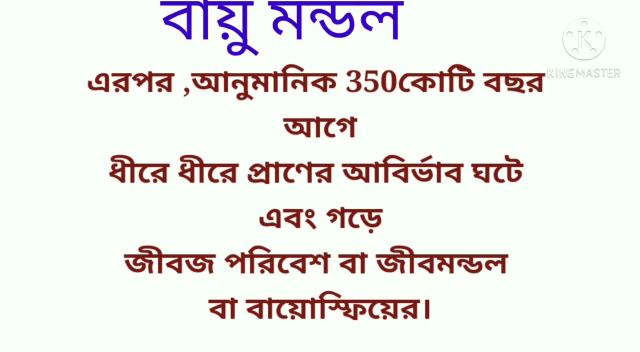 বায়ু মন্ডল
KINEMASTER
এরপর ,আনুমানিক 350কোটি বছর
আগে
ধীরে ধীরে প্রাণের আবির্ভাব ঘটে
এবং গড়ে
জীবজ পরিবেশ বা জীবমন্ডল
বা বায়োস্ফিয়ের।